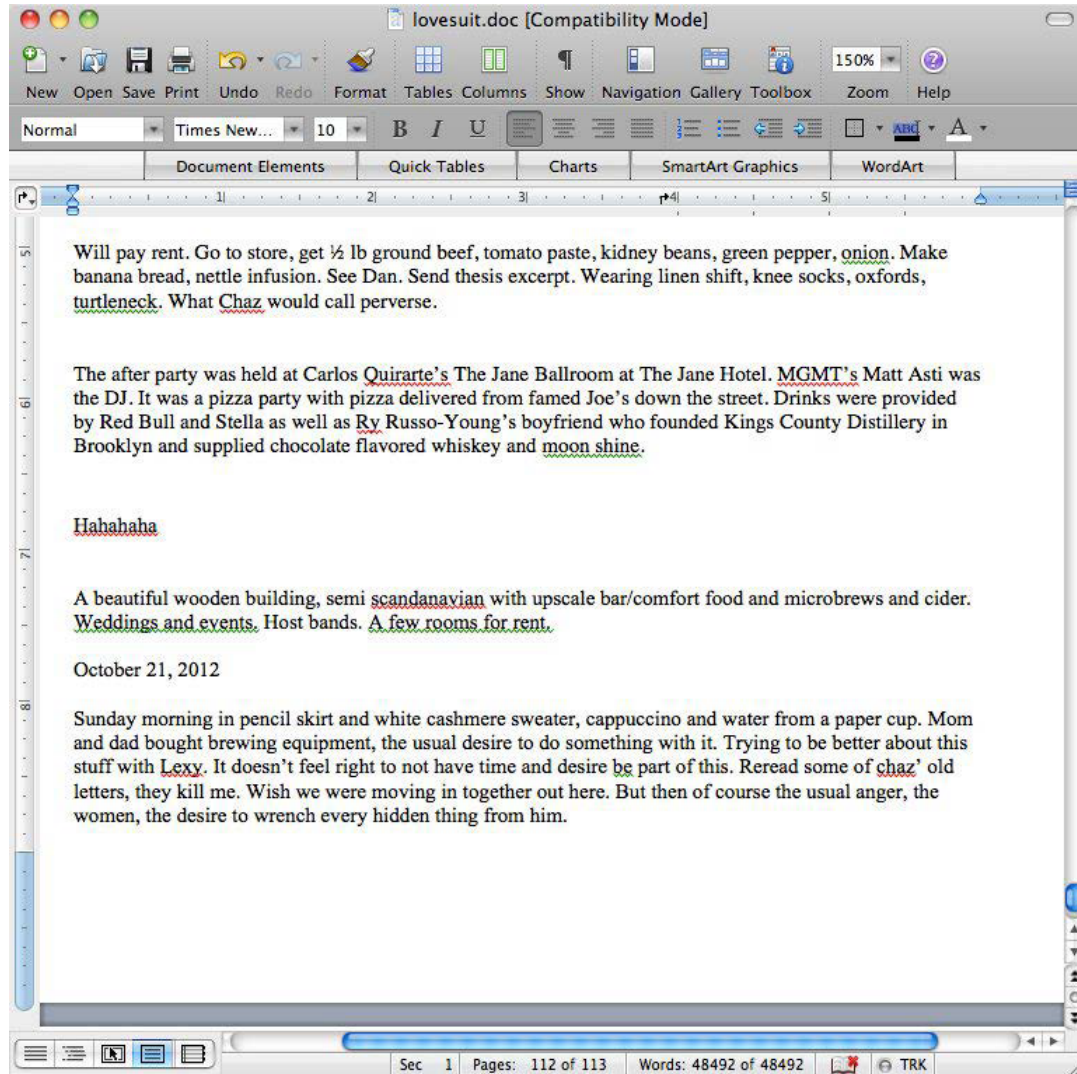 lovesuit.doc [Compatibility Mode]
New Open Save Print Undo Redo Format Tables Columns Show Navigation Gallery Toolbox Zoom Help
150%
Normal Times New... 10 B I U ABC A
Document Elements Quick Tables Charts SmartArt Graphics WordArt
1 2 3 4 5
Will pay rent. Go to store, get ½ lb ground beef, tomato paste, kidney beans, green pepper, onion. Make
banana bread, nettle infusion. See Dan. Send thesis excerpt. Wearing linen shift, knee socks, oxfords,
turtleneck. What Chaz would call perverse.
The after party was held at Carlos Quirarte’s The Jane Ballroom at The Jane Hotel. MGMT’s Matt Asti was
the DJ. It was a pizza party with pizza delivered from famed Joe’s down the street. Drinks were provided
by Red Bull and Stella as well as Ry Russo-Young’s boyfriend who founded Kings County Distillery in
Brooklyn and supplied chocolate flavored whiskey and moon shine.
Hahahaha
A beautiful wooden building, semi scandanavian with upscale bar/comfort food and microbrews and cider.
Weddings and events. Host bands. A few rooms for rent.
October 21, 2012
Sunday morning in pencil skirt and white cashmere sweater, cappuccino and water from a paper cup. Mom
and dad bought brewing equipment, the usual desire to do something with it. Trying to be better about this
stuff with Lexy. It doesn’t feel right to not have time and desire be part of this. Reread some of chaz’ old
letters, they kill me. Wish we were moving in together out here. But then of course the usual anger, the
women, the desire to wrench every hidden thing from him.
5
6
7
8
Sec 1 Pages: 112 of 113 Words: 48492 of 48492 TRK